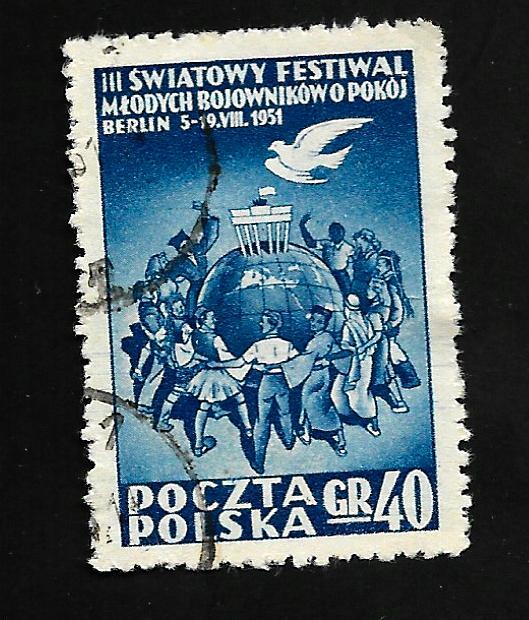 III ŚWIATOWY FESTIWAL
MŁODYCH BOJOWNIKÓW O POKÓJ
BERLIN 5-19.VIII. 1951
POCZTA
POLSKA GR 40